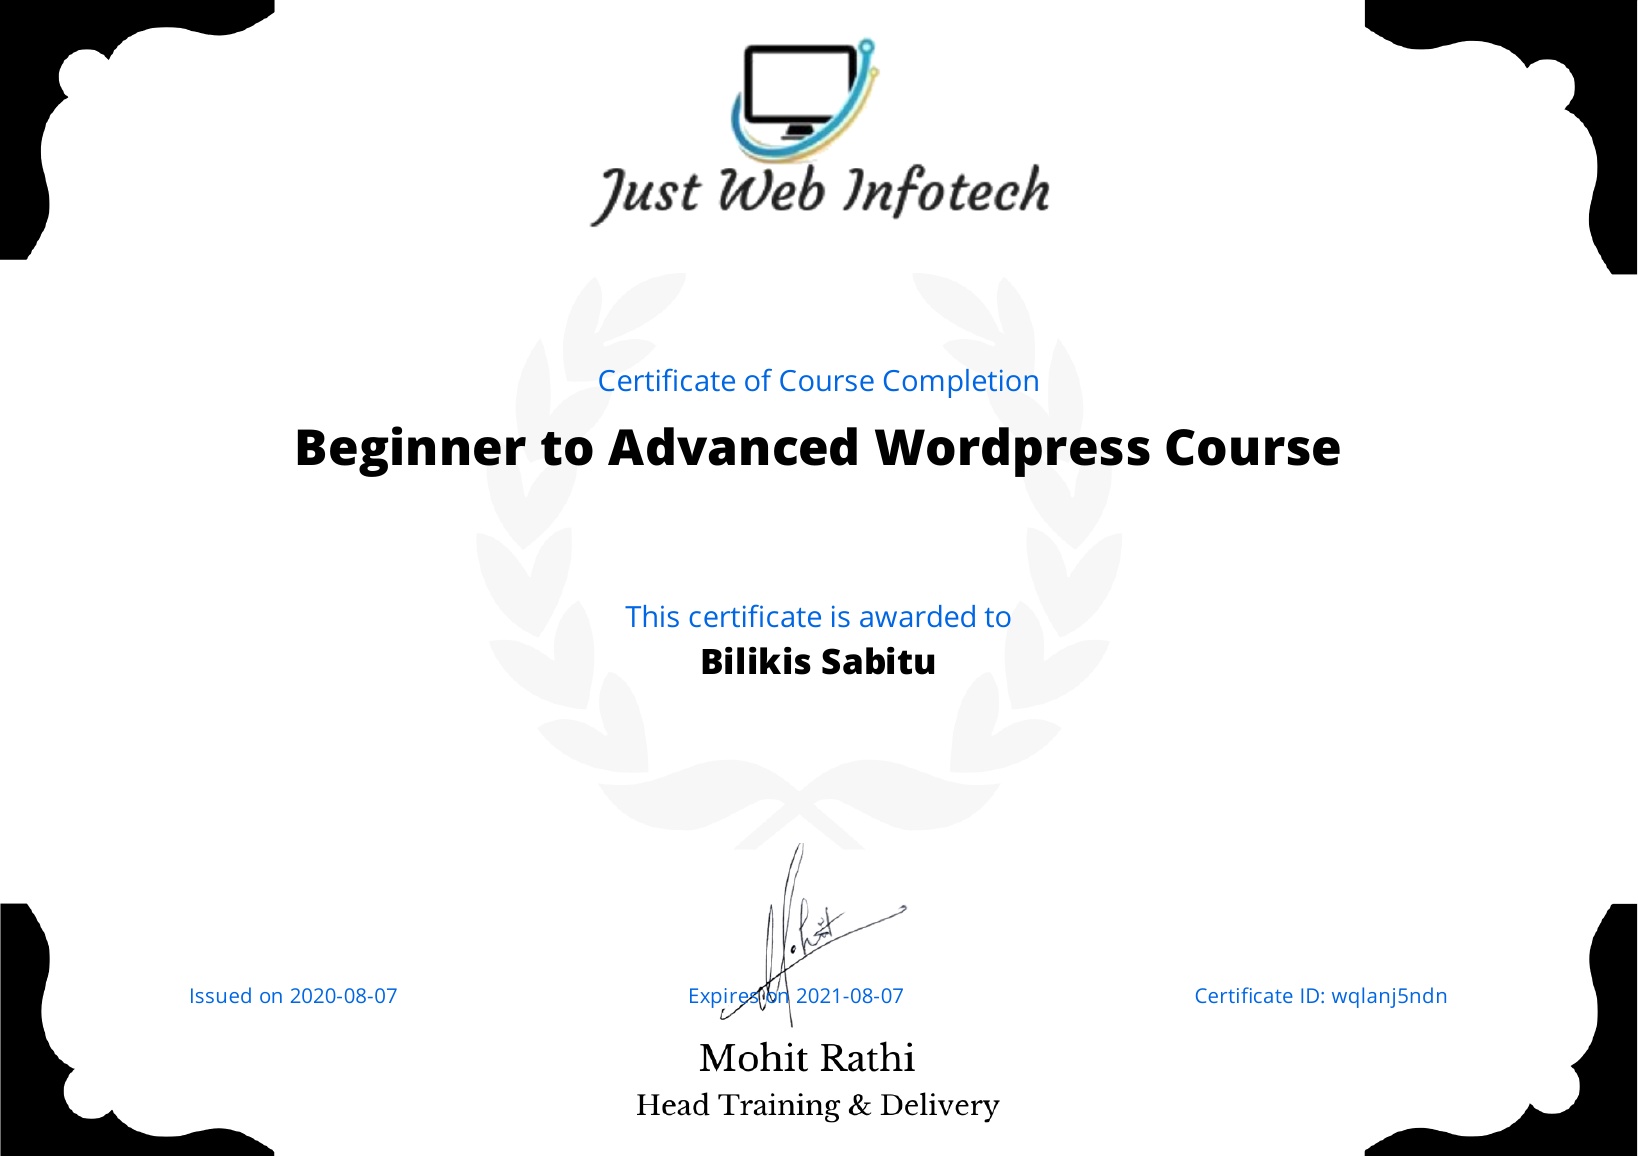 Just Web Infotech
Certificate of Course Completion
Beginner to Advanced Wordpress Course
This certificate is awarded to
Bilikis Sabitu
Mohit
Issued on 2020-08-07
Expires on 2021-08-07
Certificate ID: wqlanj5ndn
Mohit Rathi
Head Training & Delivery